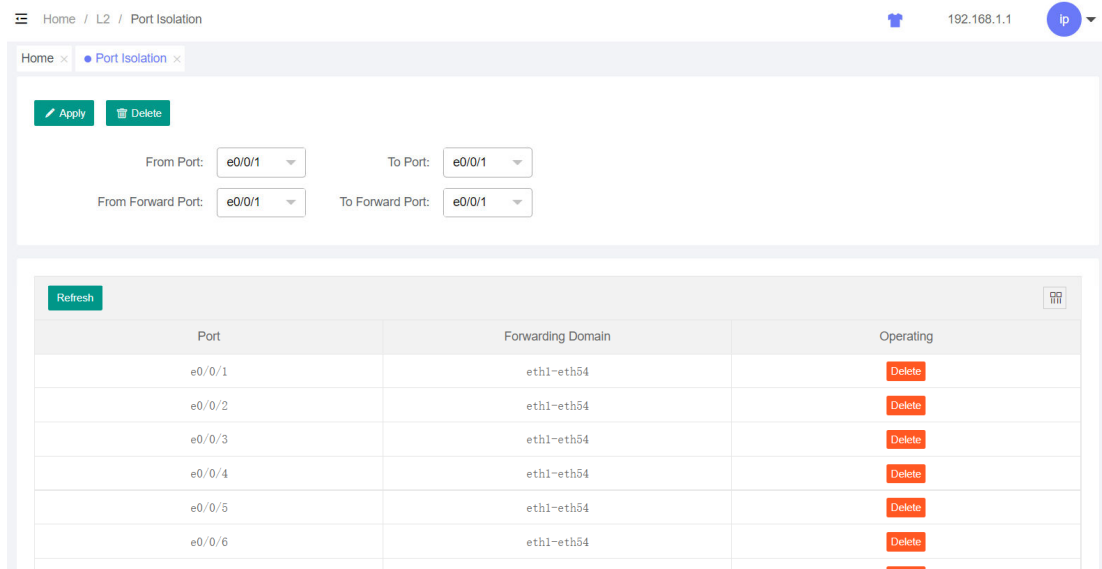 Home / L2 / Port Isolation 192.168.1.1 ip
Home × Port Isolation ×
Apply Delete
From Port: e0/0/1 To Port: e0/0/1
From Forward Port: e0/0/1 To Forward Port: e0/0/1
Refresh
Port Forwarding Domain Operating
e0/0/1 eth1-eth54 Delete
e0/0/2 eth1-eth54 Delete
e0/0/3 eth1-eth54 Delete
e0/0/4 eth1-eth54 Delete
e0/0/5 eth1-eth54 Delete
e0/0/6 eth1-eth54 Delete